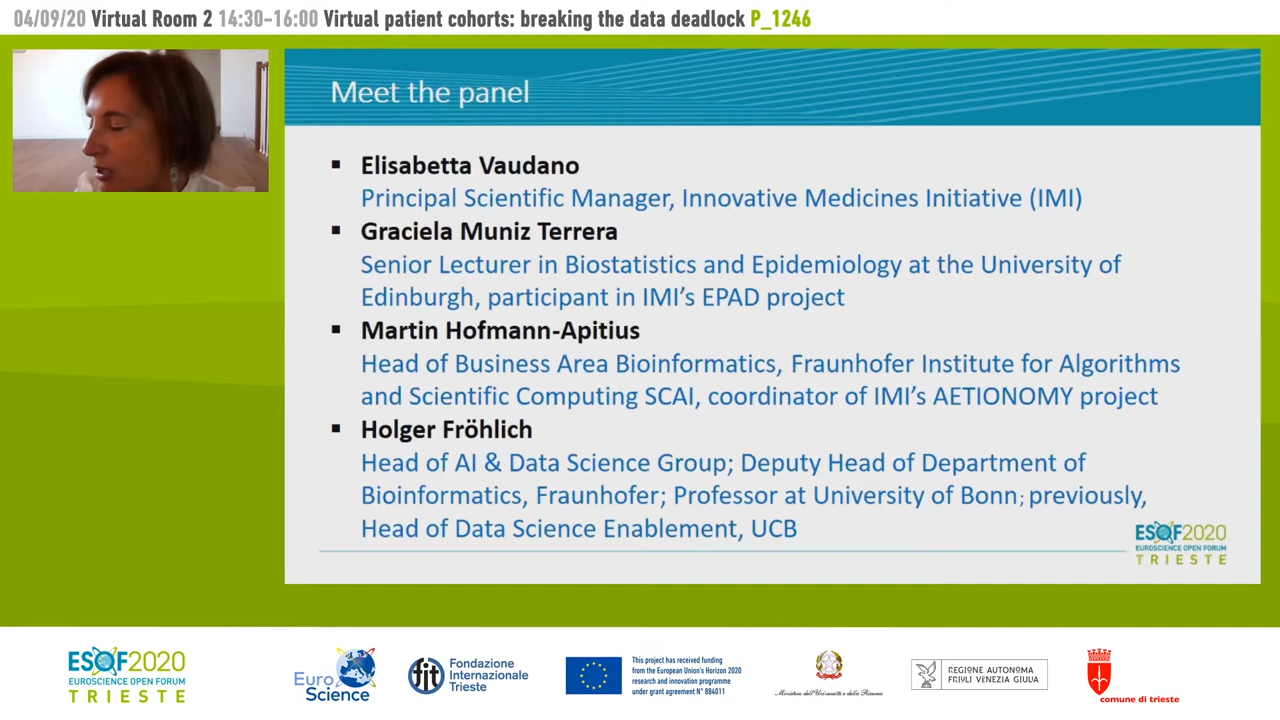 04/09/20 Virtual Room 2 14:30-16:00 Virtual patient cohorts: breaking the data deadlock P_1246
Meet the panel
▪ Elisabetta Vaudano
Principal Scientific Manager, Innovative Medicines Initiative (IMI)
▪ Graciela Muniz Terrera
Senior Lecturer in Biostatistics and Epidemiology at the University of
Edinburgh, participant in IMI's EPAD project
▪ Martin Hofmann-Apitius
Head of Business Area Bioinformatics, Fraunhofer Institute for Algorithms
and Scientific Computing SCAI, coordinator of IMI's AETIONOMY project
▪ Holger Fröhlich
Head of AI & Data Science Group; Deputy Head of Department of
Bioinformatics, Fraunhofer; Professor at University of Bonn; previously,
Head of Data Science Enablement, UCB
ESOF2020
EUROSCIENCE OPEN FORUM
TRIESTE
ESOF2020
EUROSCIENCE OPEN FORUM
TRIESTE
Euro
Science
fit
Fondazione
Internazionale
Trieste
This project has received funding
from the European Union's Horizon 2020
research and innovation programme
under grant agreement N° 884011
Ministero dell'Università e della Ricerca
REGIONE AUTONOMA
FRIULI VENEZIA GIULIA
comune di trieste